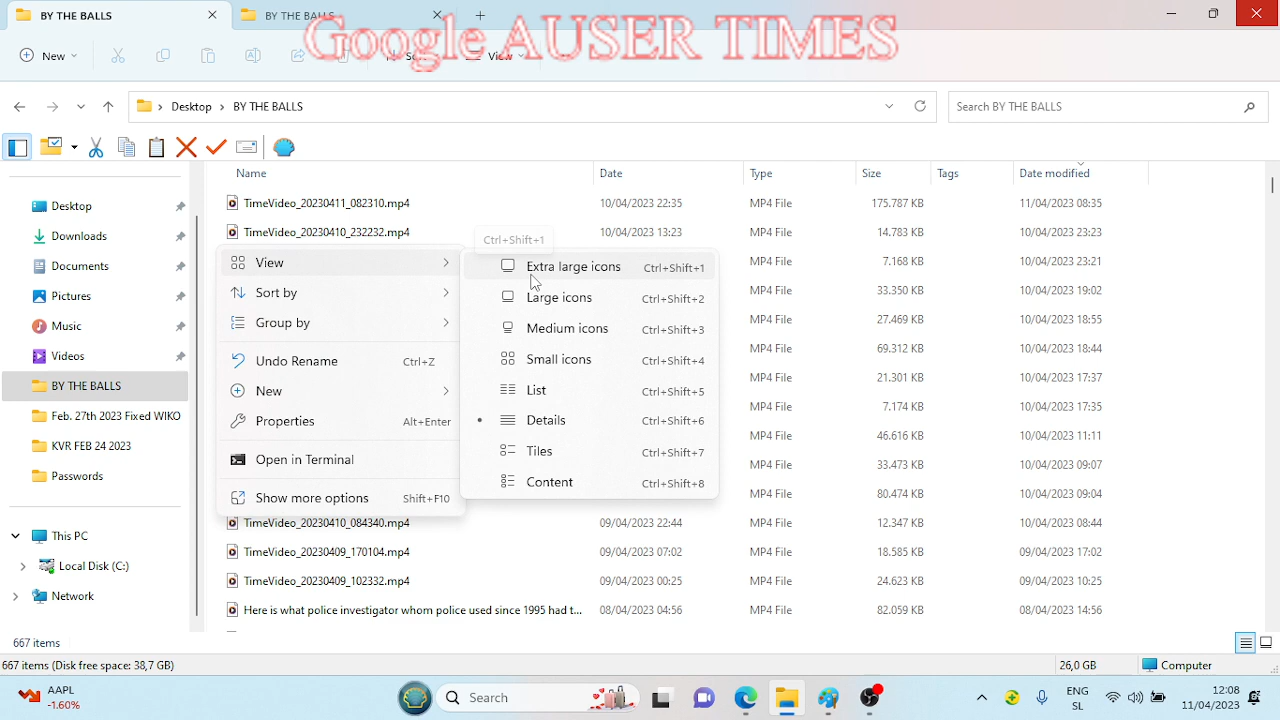 BY THE BALLS
BY THE BALLS
Google AUSER TIMES
New
View
Desktop
BY THE BALLS
Search BY THE BALLS
Name
Date
Type
Size
Tags
Date modified
Desktop
Downloads
Documents
Pictures
Music
Videos
BY THE BALLS
Feb. 27th 2023 Fixed WIKO
KVR FEB 24 2023
Passwords
This PC
Local Disk (C:)
Network
TimeVideo_20230411_082310.mp4 10/04/2023 22:35 MP4 File 175.787 KB 11/04/2023 08:35
TimeVideo_20230410_232232.mp4 10/04/2023 13:23 MP4 File 14.783 KB 10/04/2023 23:23
MP4 File 7.168 KB 10/04/2023 23:21
MP4 File 33.350 KB 10/04/2023 19:02
MP4 File 27.469 KB 10/04/2023 18:55
MP4 File 69.312 KB 10/04/2023 18:44
MP4 File 21.301 KB 10/04/2023 17:37
MP4 File 7.174 KB 10/04/2023 17:35
MP4 File 46.616 KB 10/04/2023 11:11
MP4 File 33.473 KB 10/04/2023 09:07
MP4 File 80.474 KB 10/04/2023 09:04
TimeVideo_20230410_084340.mp4 09/04/2023 22:44 MP4 File 12.347 KB 10/04/2023 08:44
TimeVideo_20230409_170104.mp4 09/04/2023 07:02 MP4 File 18.585 KB 09/04/2023 17:02
TimeVideo_20230409_102332.mp4 09/04/2023 00:25 MP4 File 24.623 KB 09/04/2023 10:25
Here is what police investigator whom police used since 1995 had t... 08/04/2023 04:56 MP4 File 82.059 KB 08/04/2023 14:56
View
Sort by
Group by
Undo Rename Ctrl+Z
New
Properties Alt+Enter
Open in Terminal
Show more options Shift+F10
Ctrl+Shift+1
Extra large icons Ctrl+Shift+1
Large icons Ctrl+Shift+2
Medium icons Ctrl+Shift+3
Small icons Ctrl+Shift+4
List Ctrl+Shift+5
Details Ctrl+Shift+6
Tiles Ctrl+Shift+7
Content Ctrl+Shift+8
667 items
667 items (Disk free space: 38,7 GB)
26,0 GB
Computer
AAPL
-1.60%
Search
ENG
SL
12:08
11/04/2023